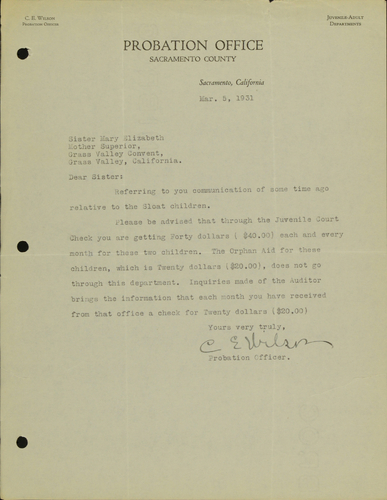 C. E. Wilson
Probation Officer
Juvenile-Adult
Departments
PROBATION OFFICE
SACRAMENTO COUNTY
Sacramento, California
Mar. 5, 1931
Sister Mary Elizabeth
Mother Superior,
Grass Valley Convent,
Grass Valley, California.
Dear Sister:
Referring to you communication of some time ago
relative to the Sloat children.
Please be advised that through the Juvenile Court
Check you are getting Forty dollars ( $40.00) each and every
month for these two children. The Orphan Aid for these
children, which is Twenty dollars ($20.00), does not go
through this department. Inquiries made of the Auditor
brings the information that each month you have received
from that office a check for Twenty dollars ($20.00)
Yours very truly,
C E Wilson
Probation Officer.